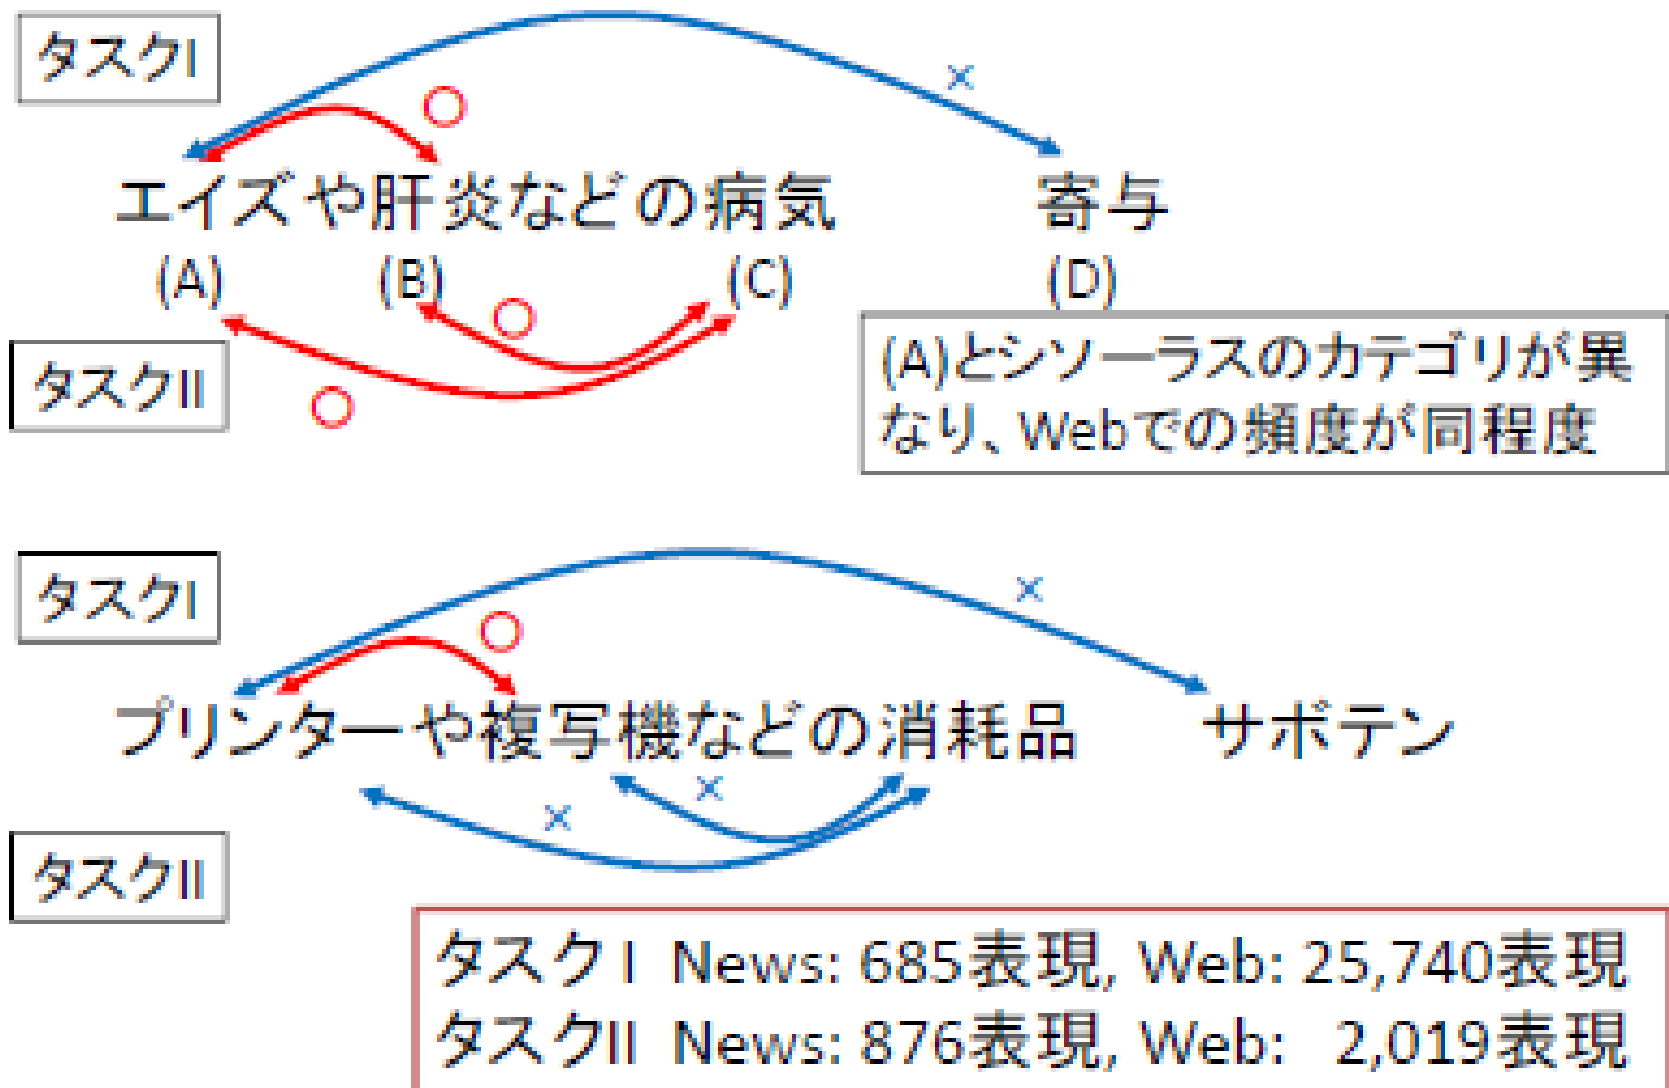 タスクI
×
○
エイズや肝炎などの病気 寄与
(A) (B) (C) (D)
○
タスクII
○
(A)とシソーラスのカテゴリが異
なり、Webでの頻度が同程度
タスクI
×
○
プリンターや複写機などの消耗品 サボテン
×
×
タスクII
タスクI News: 685表現, Web: 25,740表現
タスクII News: 876表現, Web: 2,019表現